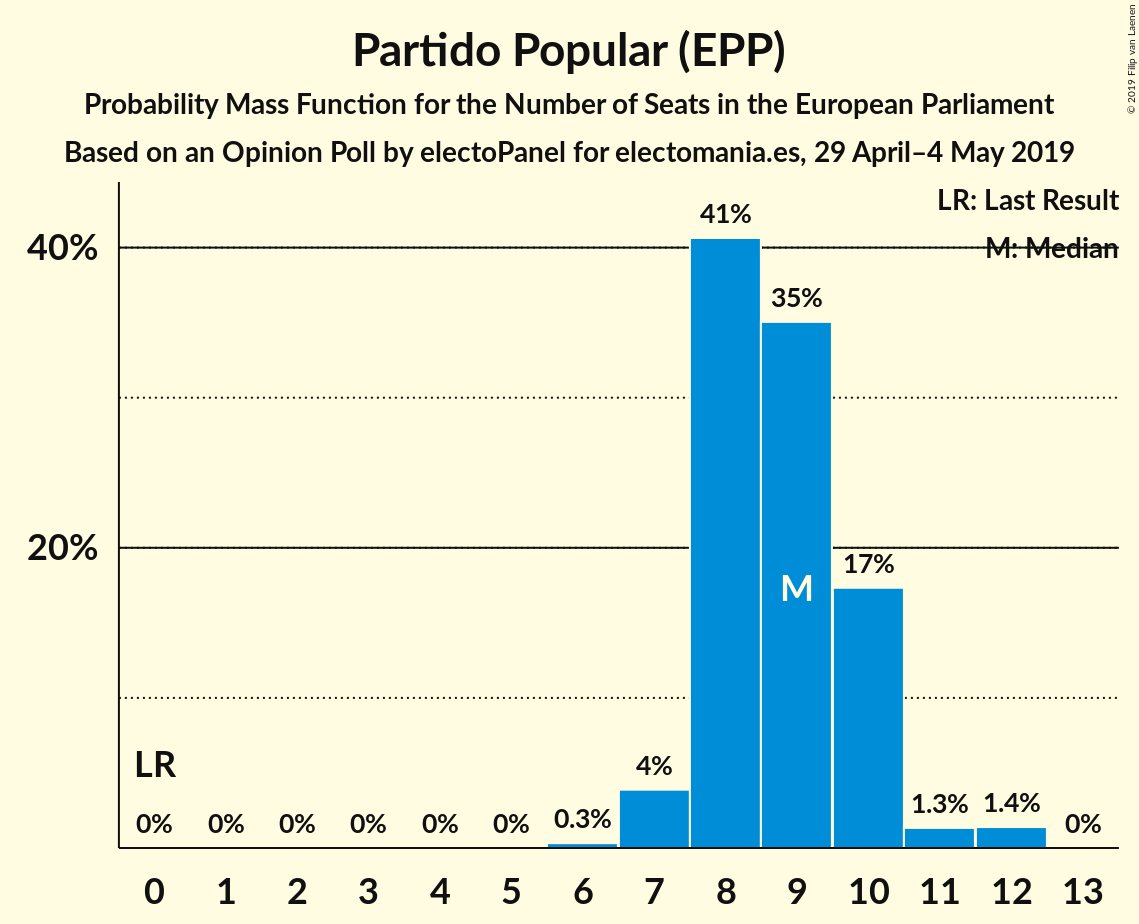 Partido Popular (EPP)
Probability Mass Function for the Number of Seats in the European Parliament
Based on an Opinion Poll by electoPanel for electomania.es, 29 April–4 May 2019
© 2019 Filip van Laenen
LR: Last Result
M: Median
40%
20%
41%
35%
M
17%
LR
0%
0%
0%
0%
0%
0%
0.3%
4%
1.3%
1.4%
0%
0 1 2 3 4 5 6 7 8 9 10 11 12 13